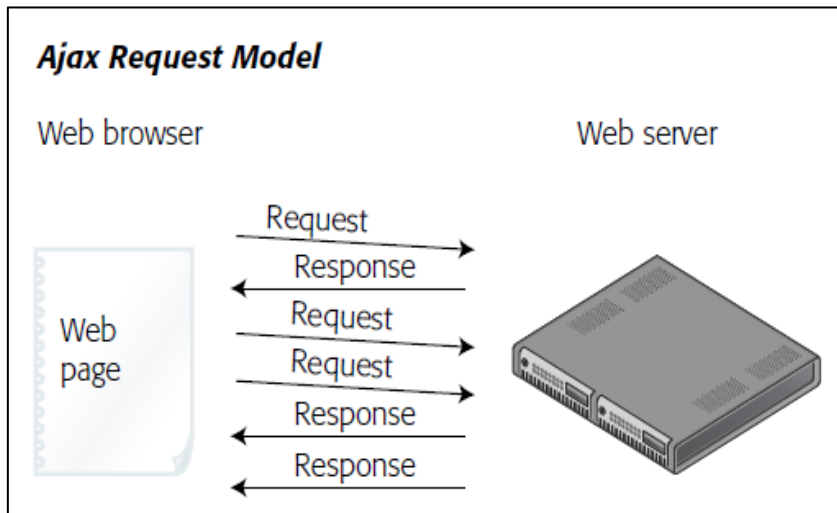 Ajax Request Model
Web browser
Web server
Request
Response
Request
Request
Response
Response
Web
page